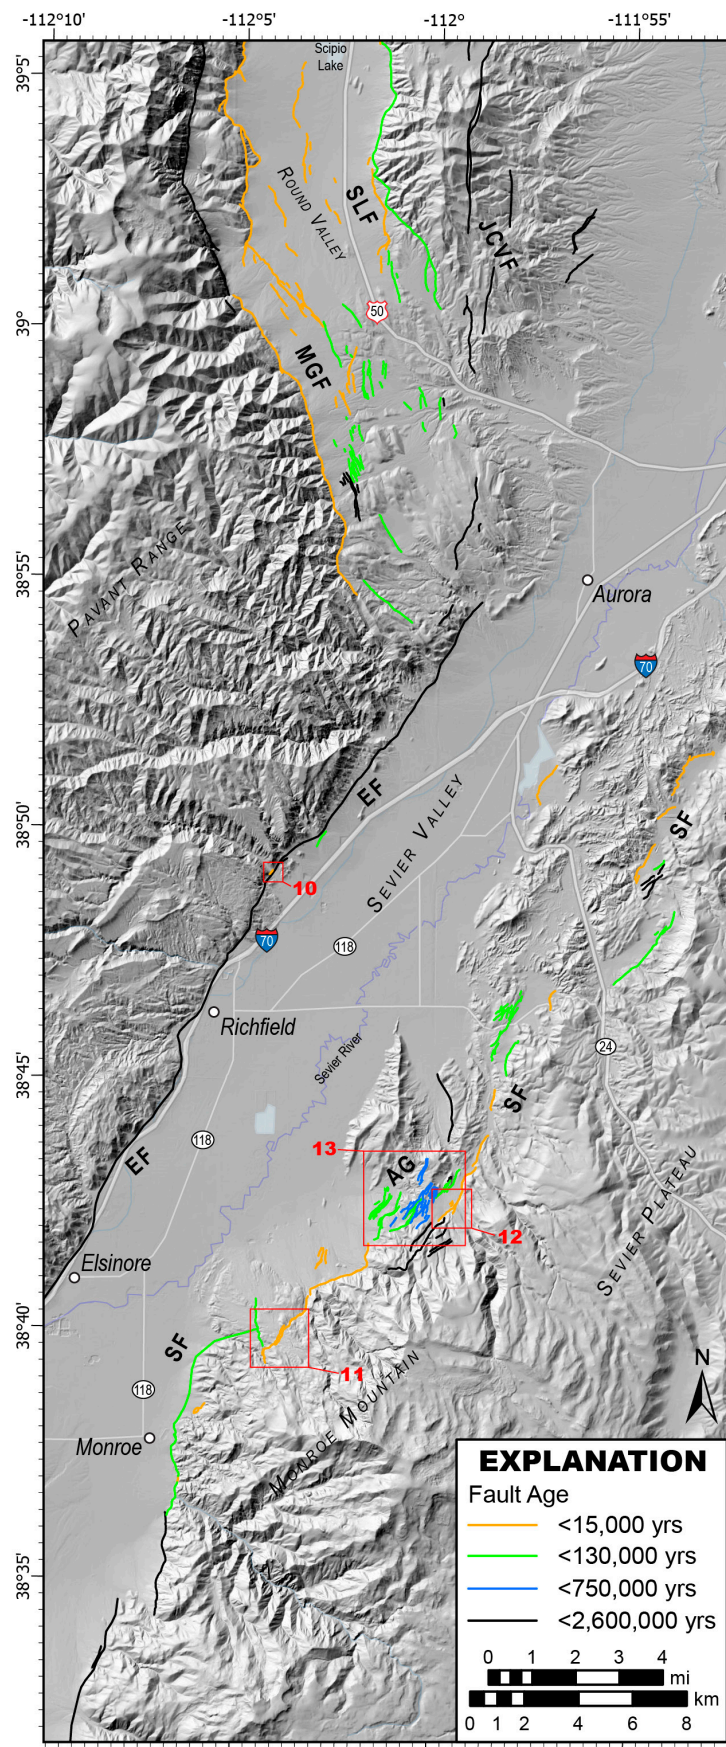 -112°10' -112°5' -112° -111°55'
39°5'
Scipio
Lake
ROUND VALLEY
SLF
JCVF
39°
50
MGF
PAVANT RANGE
38°55'
Aurora
70
EF
SEVIER VALLEY
38°50'
SF
10
70
118
Richfield
Sevier River
24
38°45'
SF
118
13
AG
EF
12
SEVIER PLATEAU
Elsinore
38°40'
SF
11
118
MONROE MOUNTAIN
N
Monroe
38°35'
EXPLANATION
Fault Age
<15,000 yrs
<130,000 yrs
<750,000 yrs
<2,600,000 yrs
0 1 2 3 4
mi
km
0 1 2 4 6 8